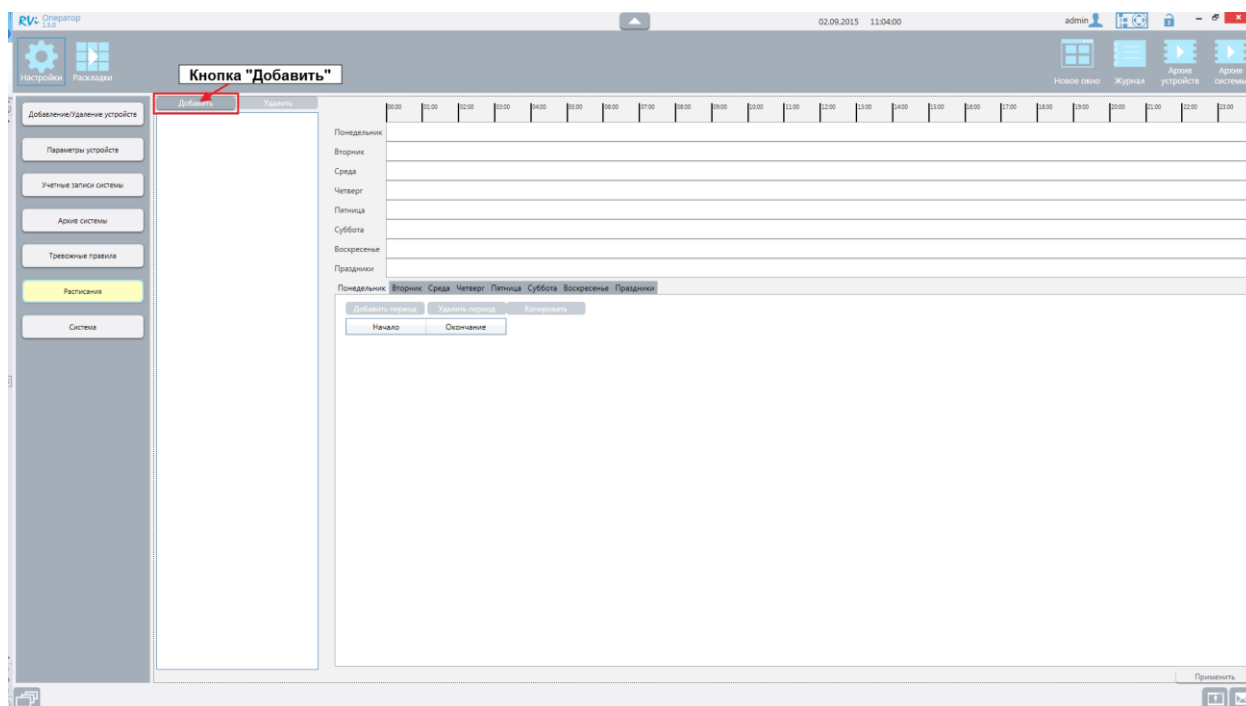 RVi Оператор
1.5.0
02.09.2015 11:04:00
admin
Настройки
Раскладки
Кнопка "Добавить"
Новое окно
Журнал
Архив
устройств
Архив
системы
Добавить
Удалить
00:00 01:00 02:00 03:00 04:00 05:00 06:00 07:00 08:00 09:00 10:00 11:00 12:00 13:00 14:00 15:00 16:00 17:00 18:00 19:00 20:00 21:00 22:00 23:00
Добавление/Удаление устройств
Параметры устройств
Учетные записи системы
Архив системы
Тревожные правила
Расписания
Система
Понедельник
Вторник
Среда
Четверг
Пятница
Суббота
Воскресенье
Праздники
Понедельник Вторник Среда Четверг Пятница Суббота Воскресенье Праздники
Добавить период Удалить период Копировать
Начало Окончание
Применить